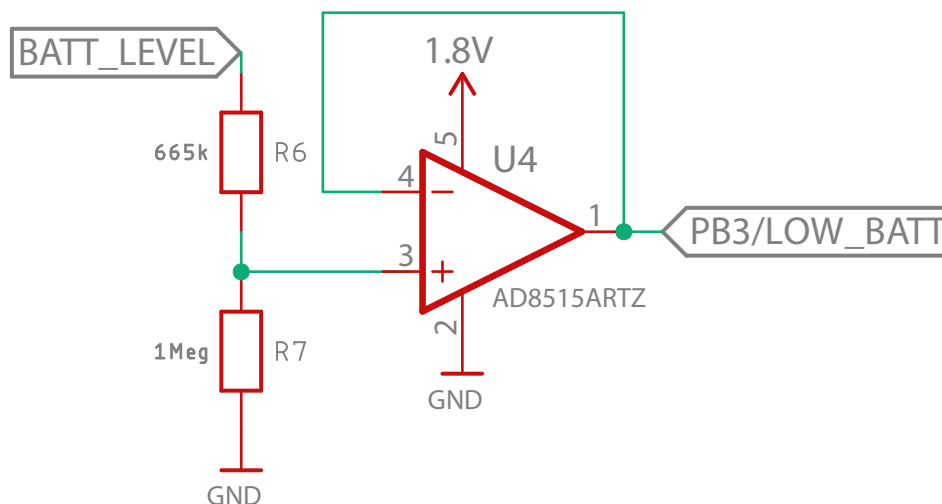 BATT_LEVEL
1.8V
665k
R6
5
U4
4
1
PB3/LOW_BATT
3
AD8515ARTZ
1Meg
R7
2
GND
GND